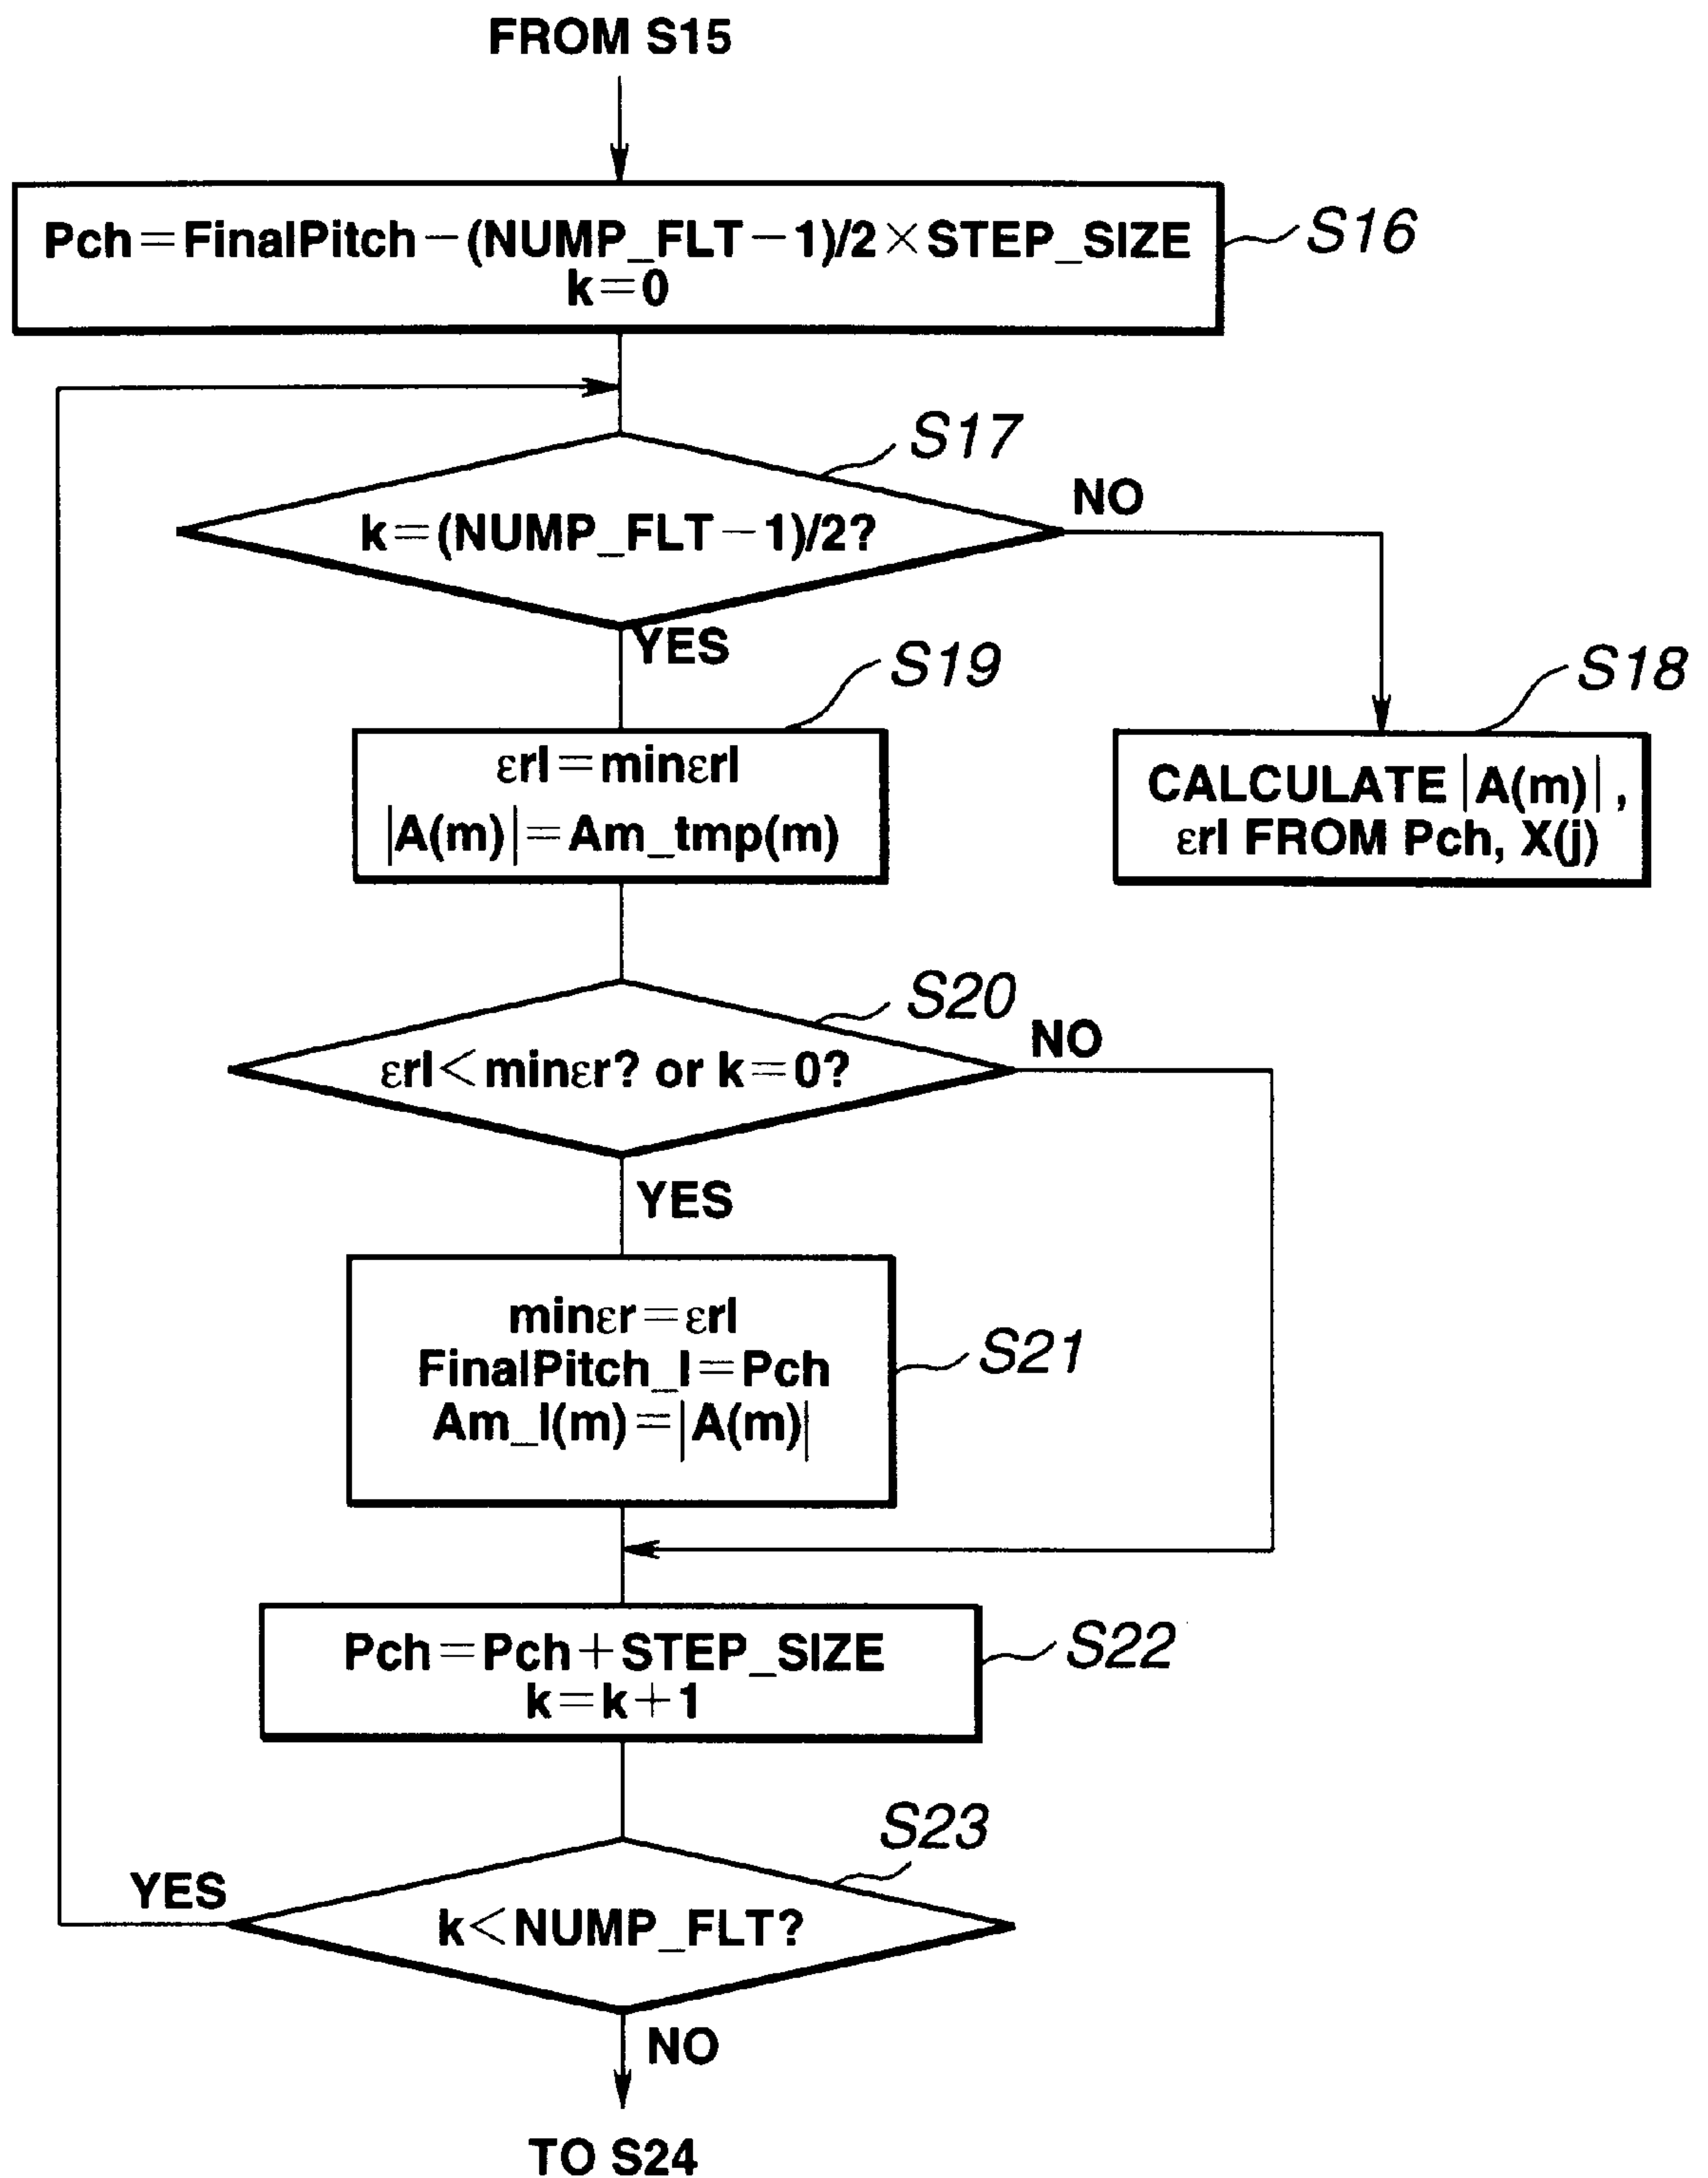 FROM S15
Pch=FinalPitch−(NUMP_FLT−1)/2×STEP_SIZE
k=0
S16
S17
k=(NUMP_FLT−1)/2?
NO
YES
S19
S18
εrl=minεrl
|A(m)|=Am_tmp(m)
CALCULATE |A(m)|,
εrl FROM Pch, X(j)
S20
εrl<minεr? or k=0?
NO
YES
minεr=εrl
FinalPitch_l=Pch
Am_l(m)=|A(m)|
S21
Pch=Pch+STEP_SIZE
k=k+1
S22
S23
YES
k<NUMP_FLT?
NO
TO S24